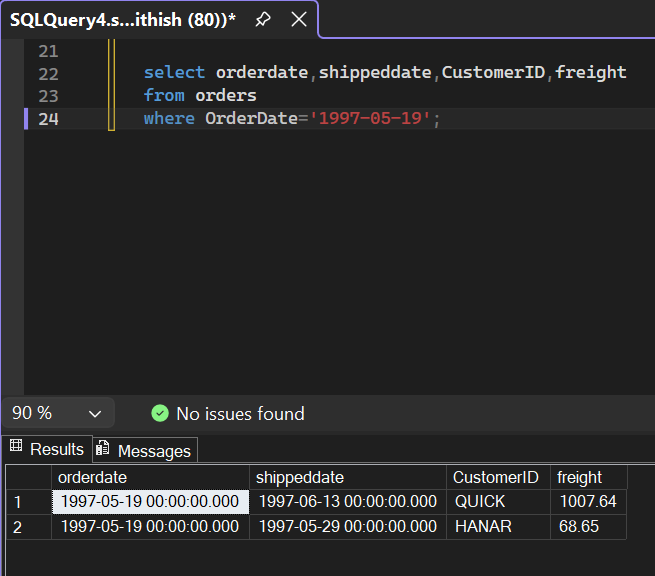 SQLQuery4.s...ithish (80))*
21
22 select orderdate,shippeddate,CustomerID,freight
23 from orders
24 where OrderDate='1997-05-19';
90 % No issues found
Results Messages
orderdate shippeddate CustomerID freight
1 1997-05-19 00:00:00.000 1997-06-13 00:00:00.000 QUICK 1007.64
2 1997-05-19 00:00:00.000 1997-05-29 00:00:00.000 HANAR 68.65